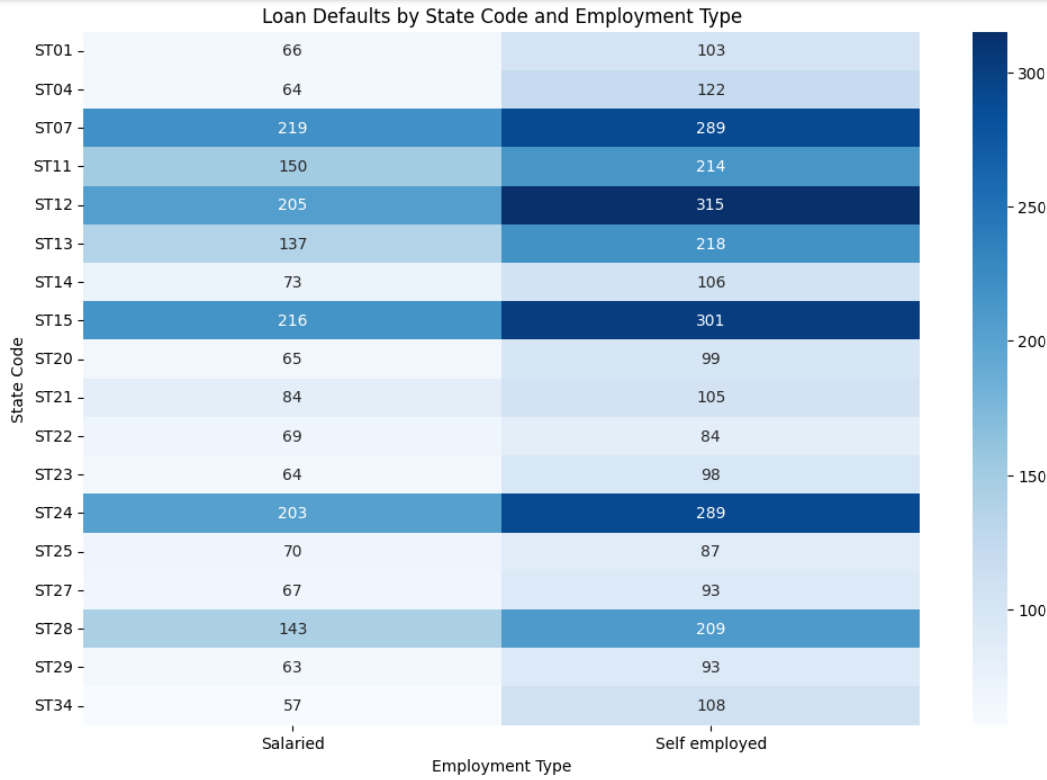 Loan Defaults by State Code and Employment Type
ST01 66 103
ST04 64 122
ST07 219 289
ST11 150 214
ST12 205 315
ST13 137 218
ST14 73 106
ST15 216 301
ST20 65 99
ST21 84 105
ST22 69 84
ST23 64 98
ST24 203 289
ST25 70 87
ST27 67 93
ST28 143 209
ST29 63 93
ST34 57 108
State Code
Salaried Self employed
Employment Type
300
250
200
150
100